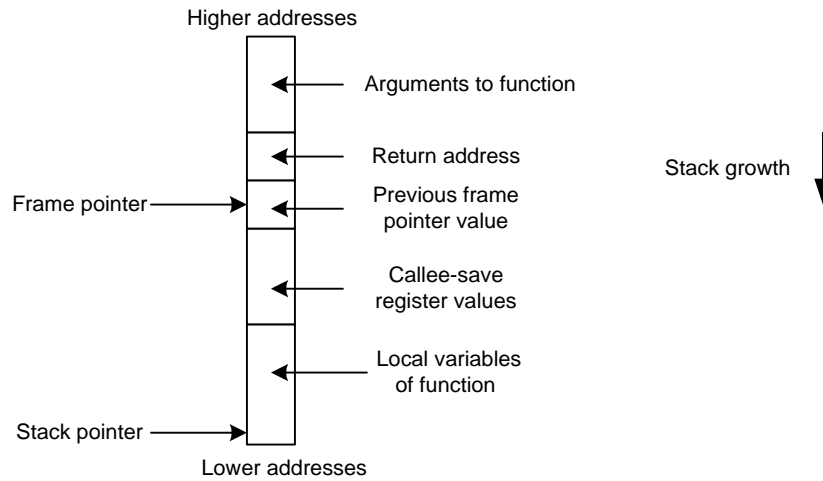 Higher addresses
Arguments to function
Return address
Stack growth
Frame pointer
Previous frame
pointer value
Callee-save
register values
Local variables
of function
Stack pointer
Lower addresses